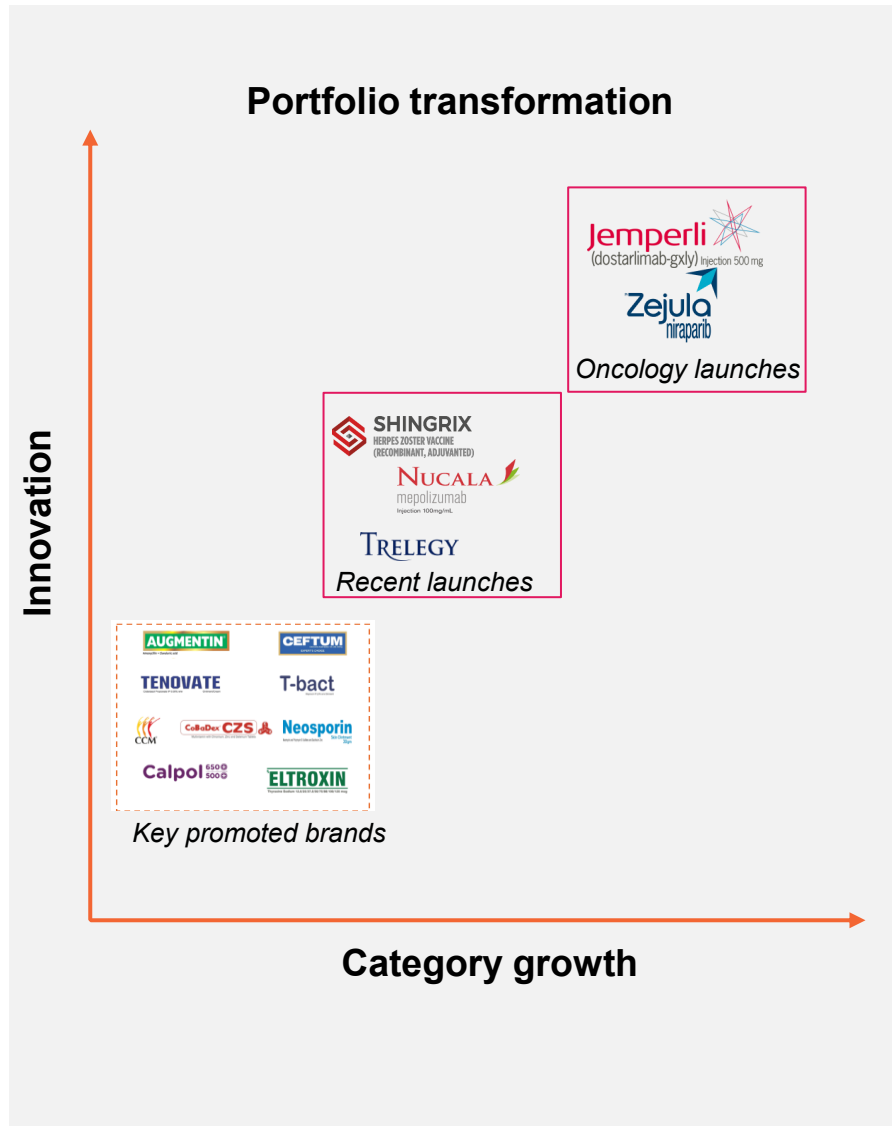 Portfolio transformation
Jemperli
(dostarlimab-gxly) Injection 500 mg
Zejula
niraparib
Oncology launches
SHINGRIX
HERPES ZOSTER VACCINE
(RECOMBINANT, ADJUVANTED)
NUCALA
mepolizumab
Injection 100mg/mL
TRELEGY
Recent launches
Innovation
AUGMENTIN
CEFTUM
TENOVATE
T-bact
CCM
CoBaDex CZS
Neosporin
Calpol 650 500
ELTROXIN
Key promoted brands
Category growth